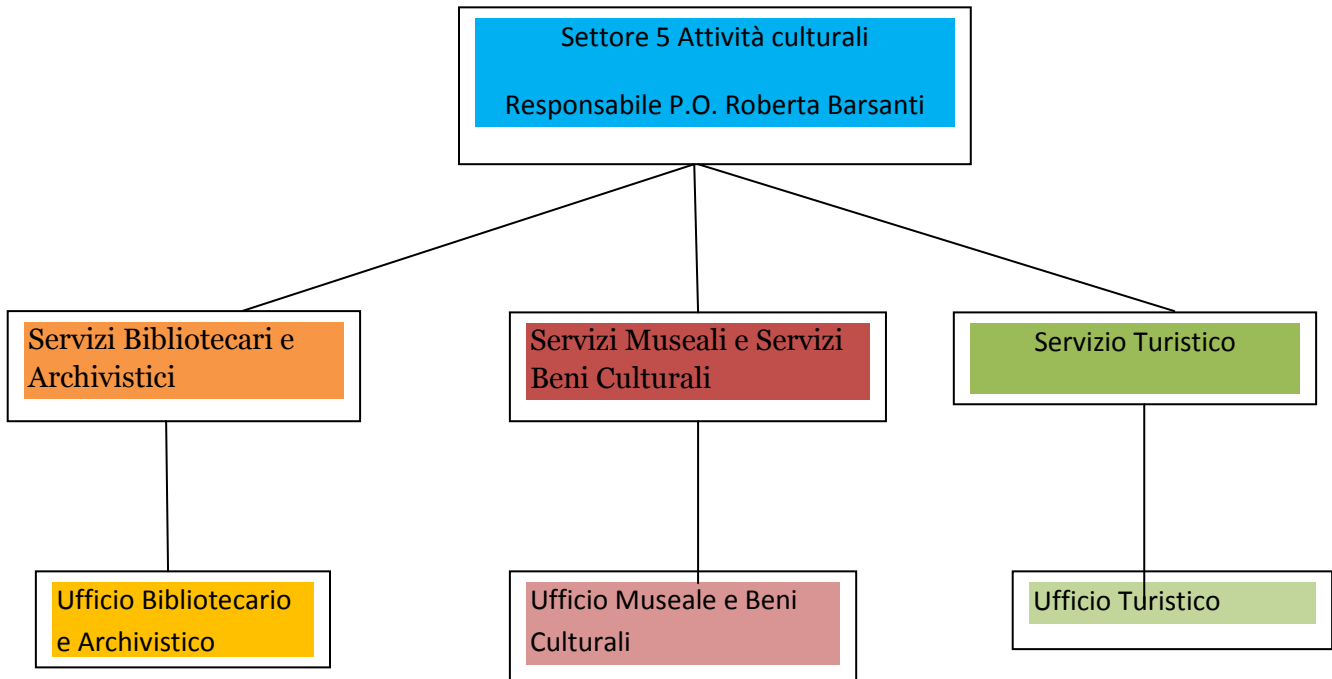 Settore 5 Attività culturali
Responsabile P.O. Roberta Barsanti
Servizi Bibliotecari e
Archivistici
Servizi Museali e Servizi
Beni Culturali
Servizio Turistico
Ufficio Bibliotecario
e Archivistico
Ufficio Museale e Beni
Culturali
Ufficio Turistico